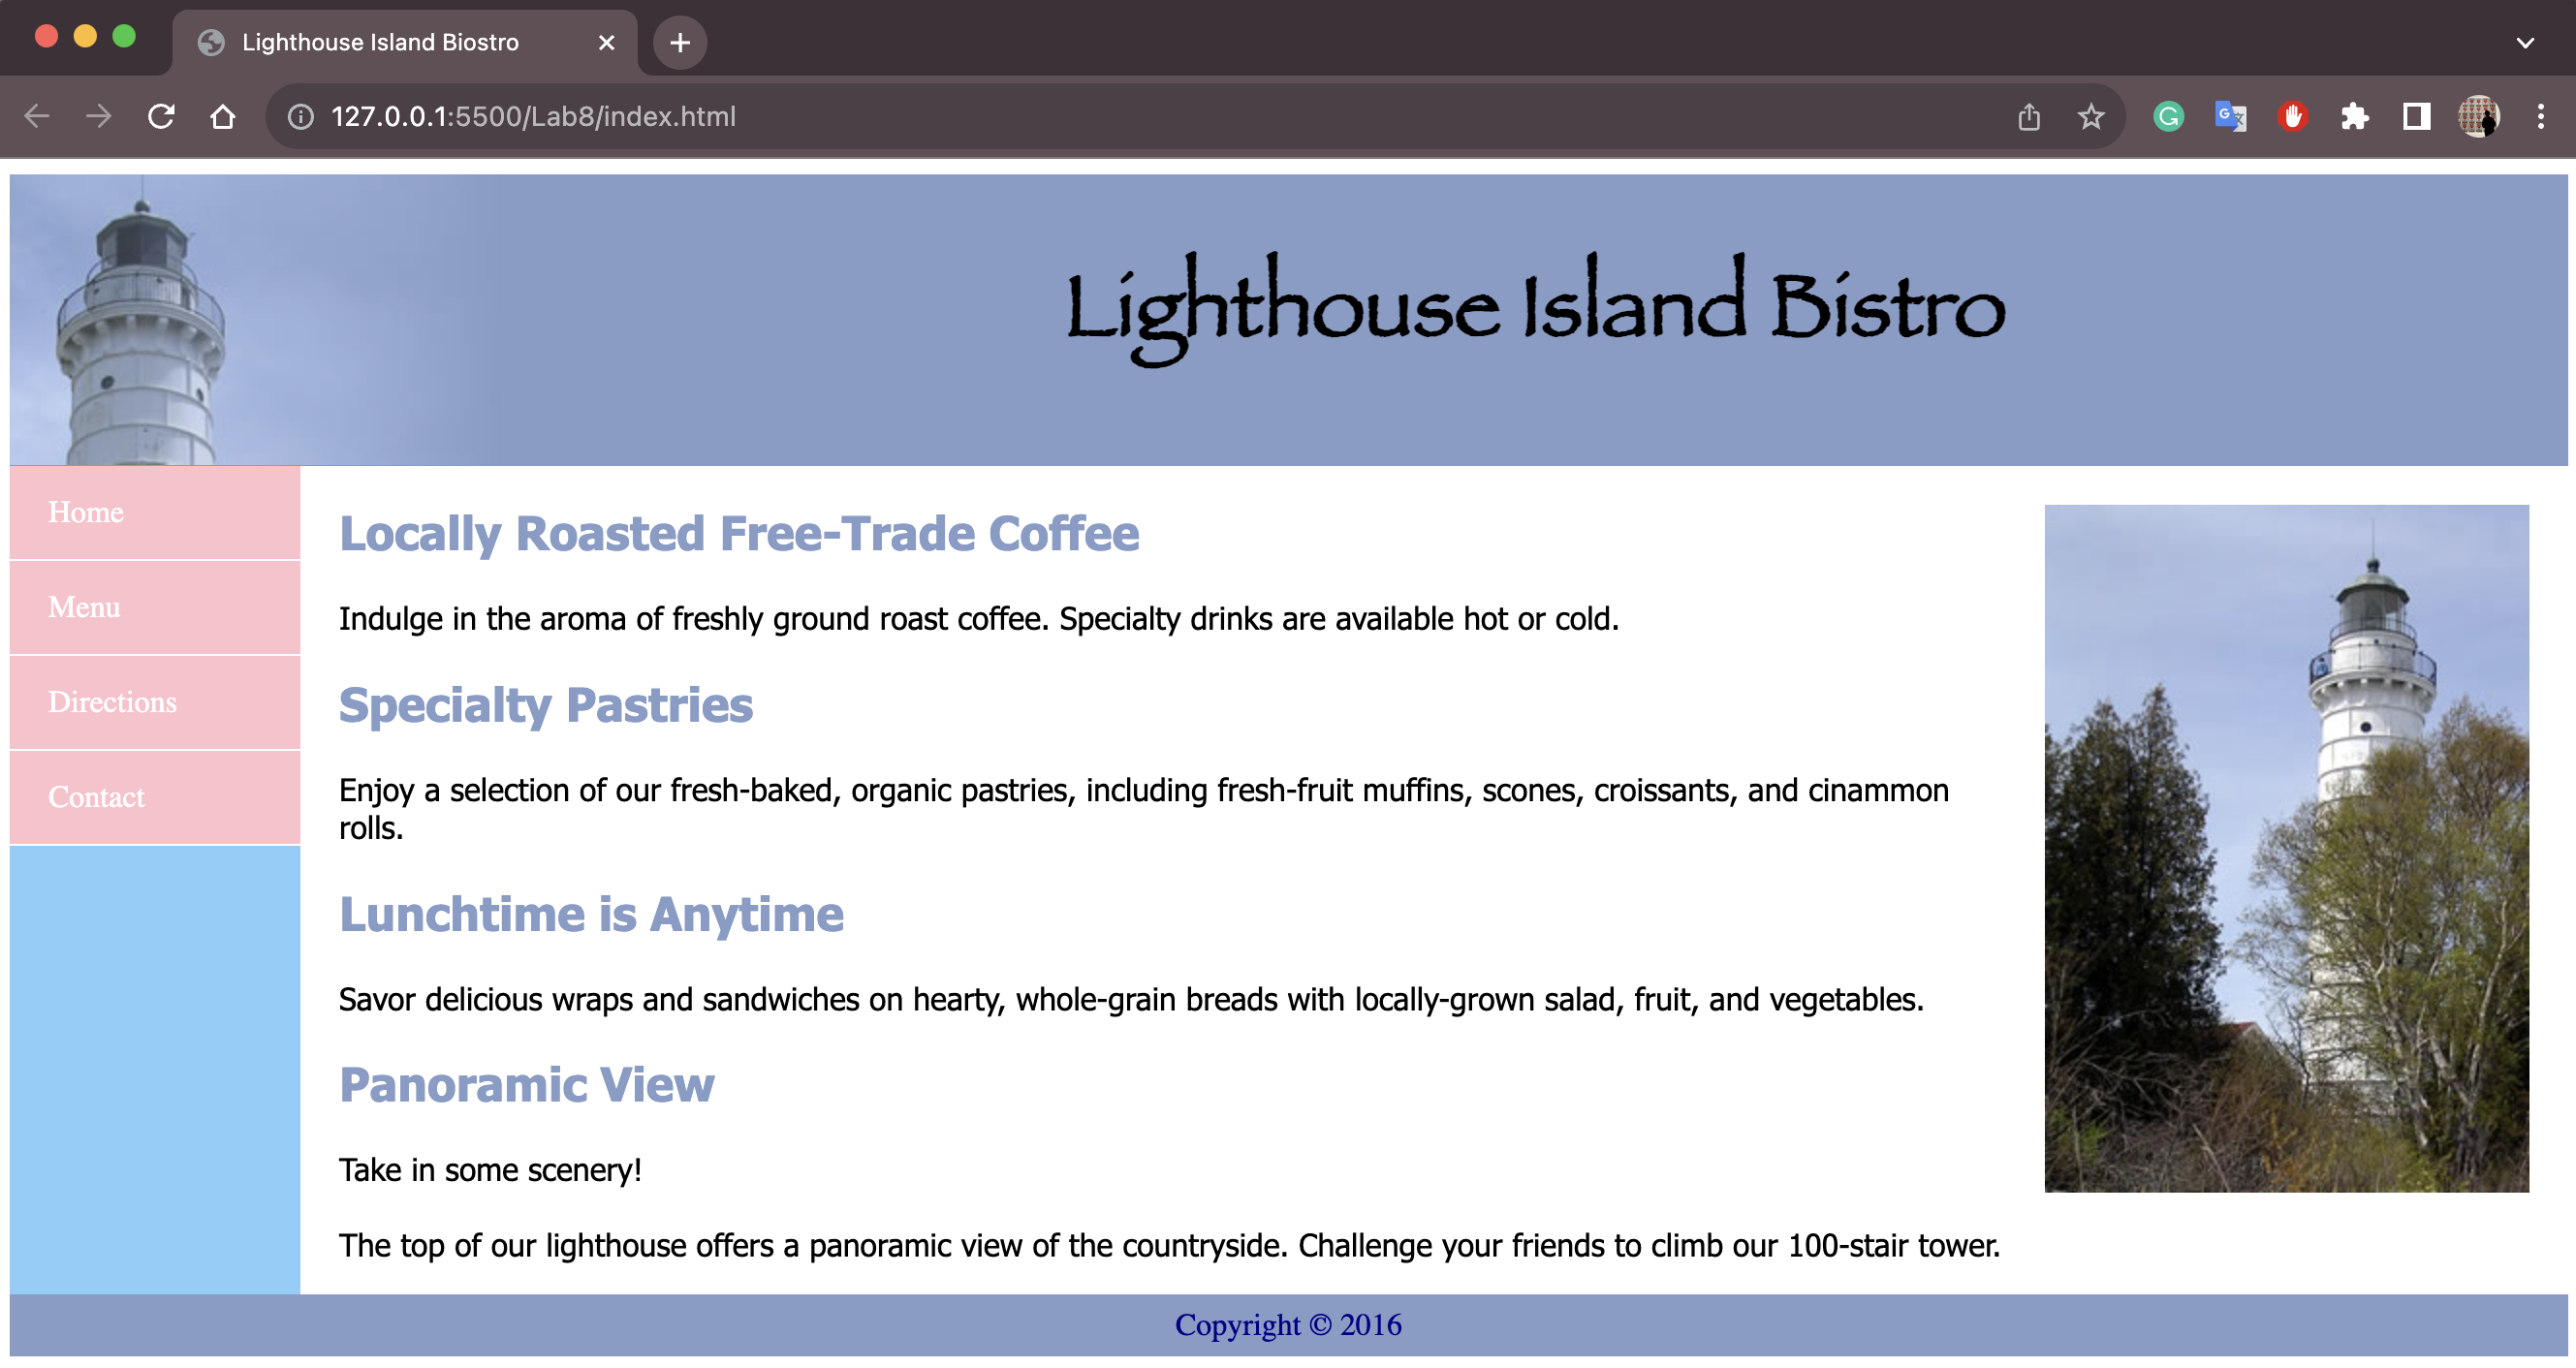 Lighthouse Island Biostro
127.0.0.1:5500/Lab8/index.html
Lighthouse Island Bistro
Home
Menu
Directions
Contact
Locally Roasted Free-Trade Coffee
Indulge in the aroma of freshly ground roast coffee. Specialty drinks are available hot or cold.
Specialty Pastries
Enjoy a selection of our fresh-baked, organic pastries, including fresh-fruit muffins, scones, croissants, and cinammon
rolls.
Lunchtime is Anytime
Savor delicious wraps and sandwiches on hearty, whole-grain breads with locally-grown salad, fruit, and vegetables.
Panoramic View
Take in some scenery!
The top of our lighthouse offers a panoramic view of the countryside. Challenge your friends to climb our 100-stair tower.
Copyright © 2016